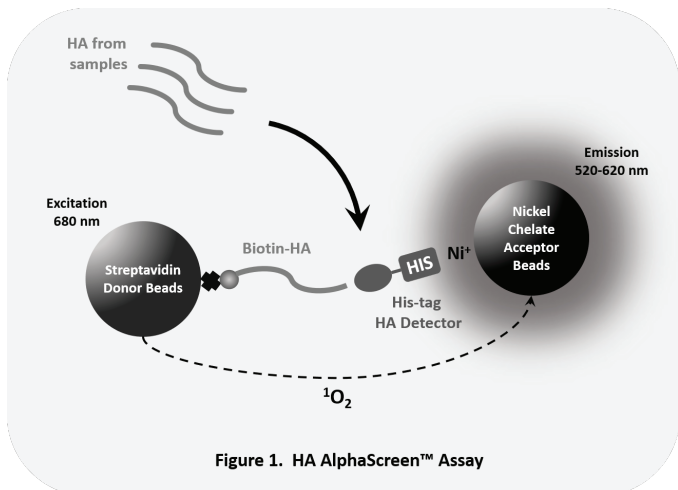 HA from
samples
Emission
520-620 nm
Excitation
680 nm
Nickel
Chelate
Acceptor
Beads
Biotin-HA
Ni⁺
HIS
Streptavidin
Donor Beads
His-tag
HA Detector
¹O₂
Figure 1. HA AlphaScreen™ Assay